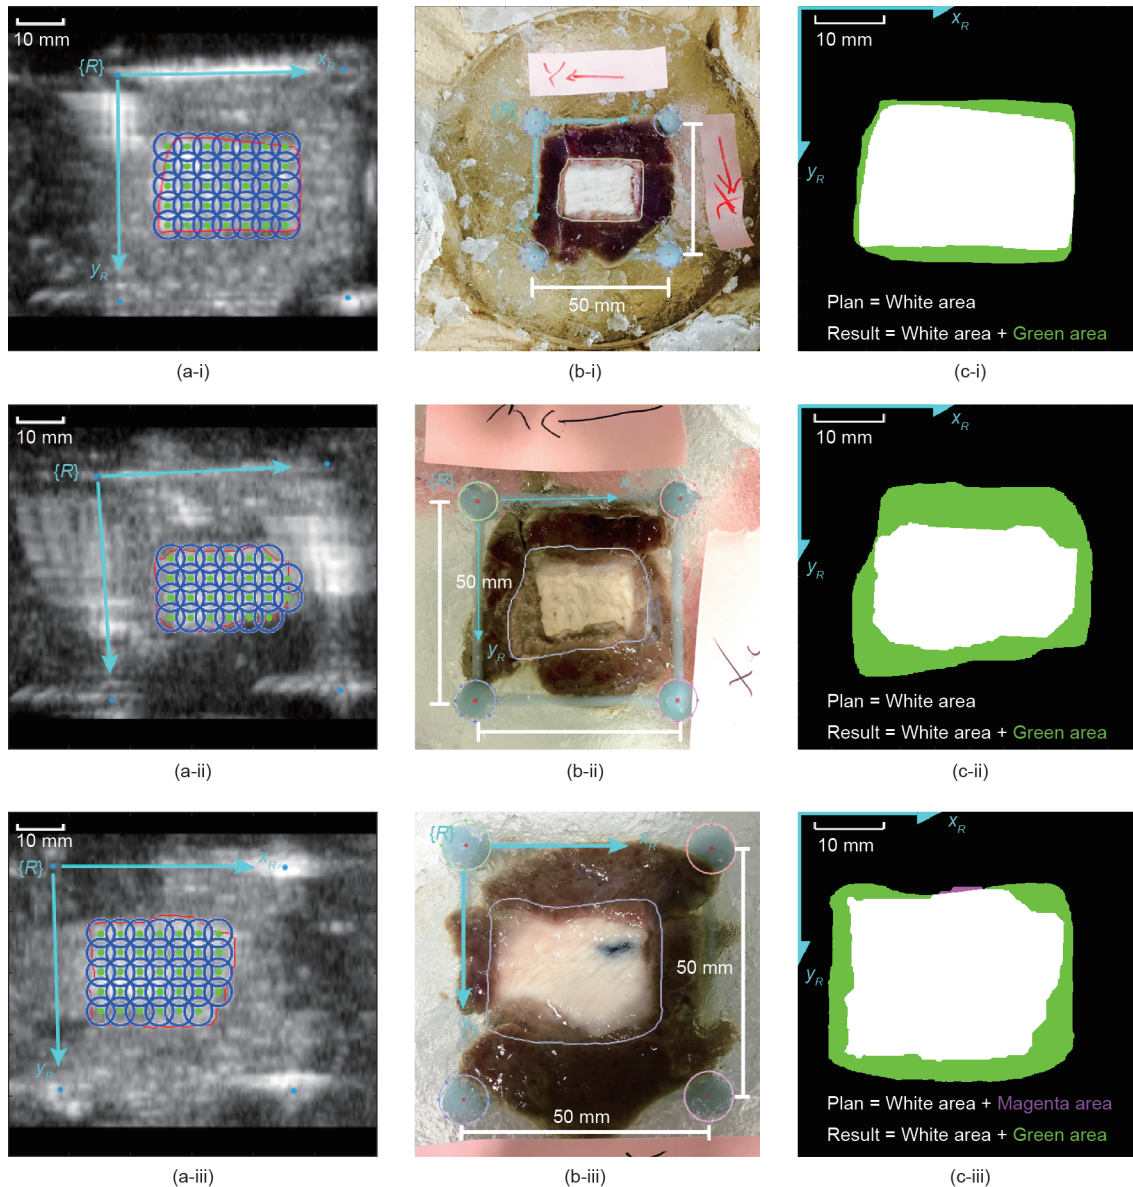 10 mm
{R}
x_R
y_R
(a-i)
{R}
x
y
50 mm
(b-i)
x_R
10 mm
y_R
Plan = White area
Result = White area + Green area
(c-i)
10 mm
{R}
(a-ii)
{R}
x_R
50 mm
y_R
(b-ii)
x_R
10 mm
y_R
Plan = White area
Result = White area + Green area
(c-ii)
10 mm
{R}
x_R
y_R
(a-iii)
{R}
x_R
50 mm
50 mm
(b-iii)
x_R
10 mm
y_R
Plan = White area + Magenta area
Result = White area + Green area
(c-iii)